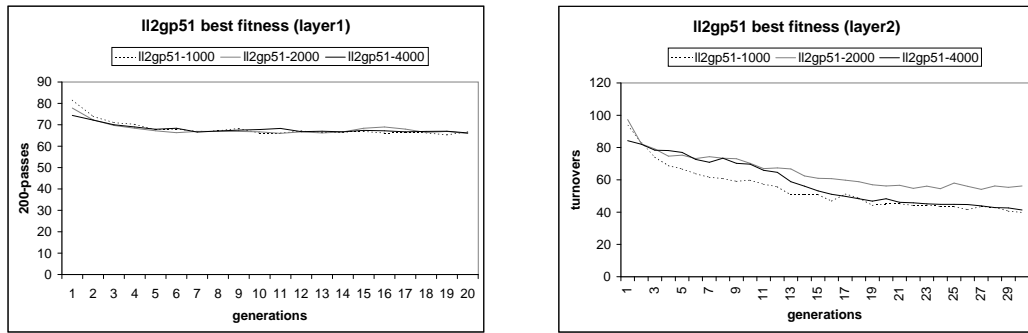 ll2gp51 best fitness (layer1)
ll2gp51-1000 ll2gp51-2000 ll2gp51-4000
90
80
70
60
50
40
30
20
10
0
200-passes
1 2 3 4 5 6 7 8 9 10 11 12 13 14 15 16 17 18 19 20
generations
ll2gp51 best fitness (layer2)
ll2gp51-1000 ll2gp51-2000 ll2gp51-4000
120
100
80
60
40
20
0
turnovers
1 3 5 7 9 11 13 15 17 19 21 23 25 27 29
generations